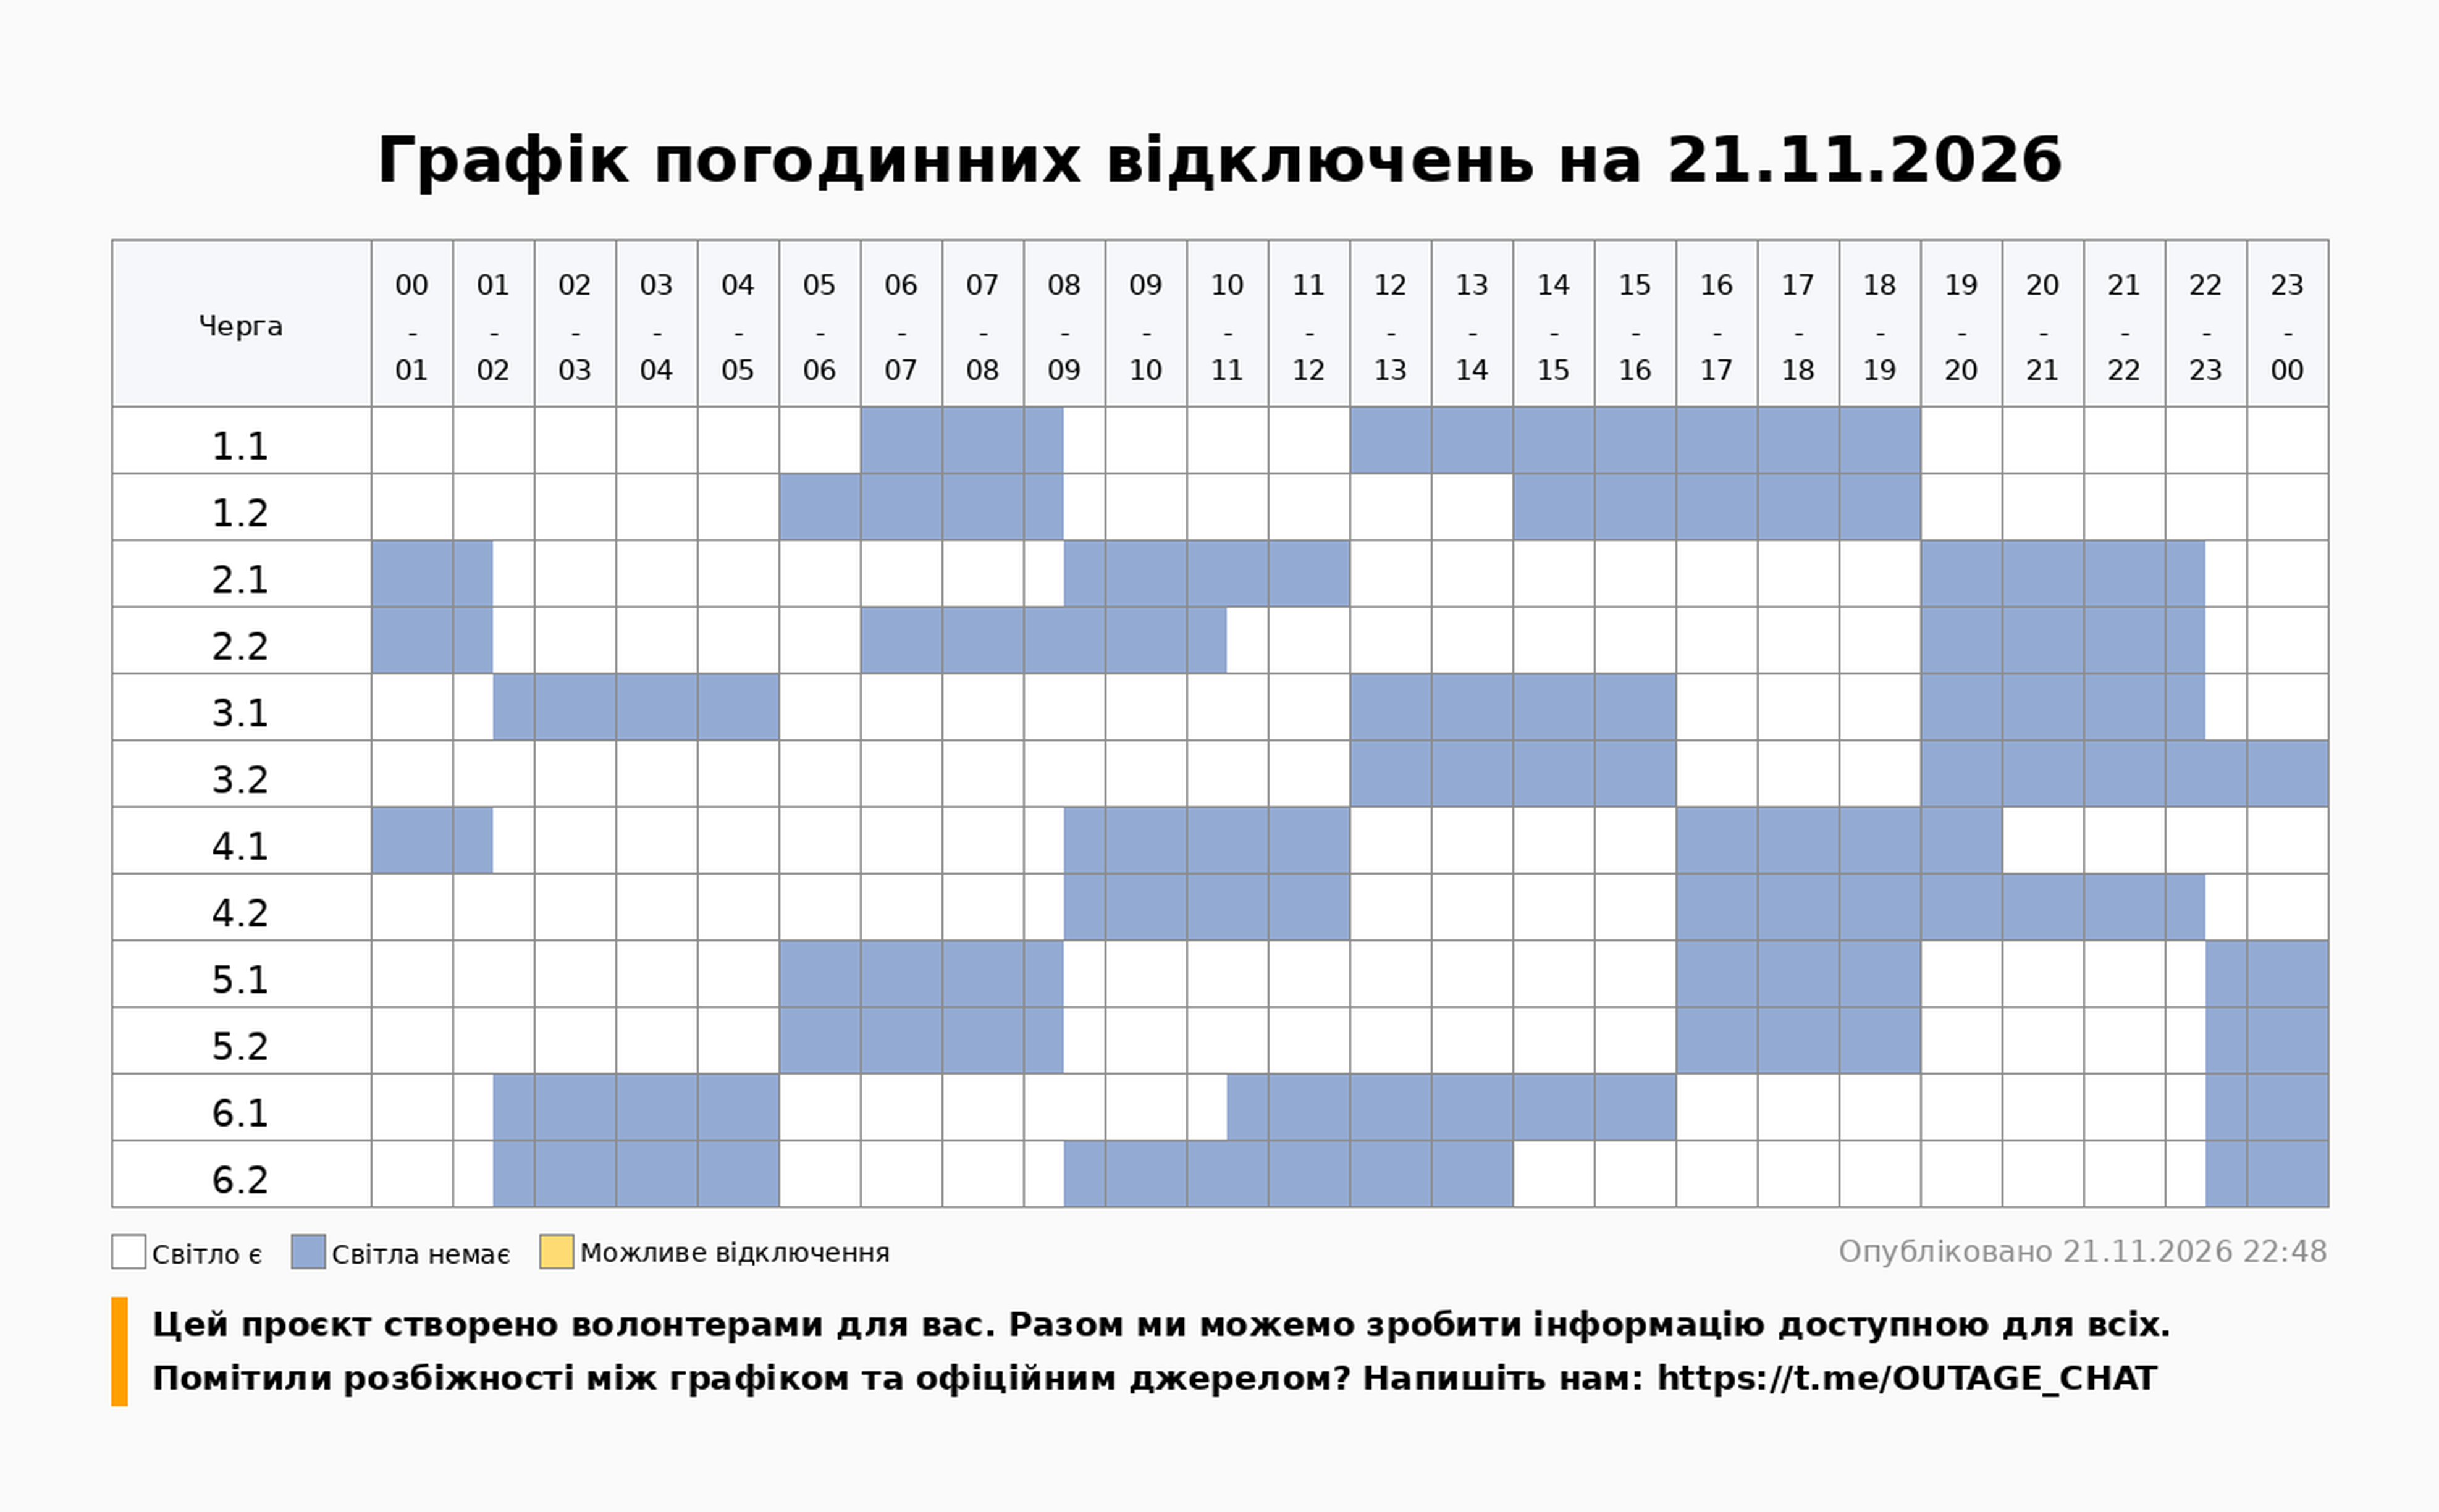 Графік погодинних відключень на 21.11.2026
Черга 00 - 01 01 - 02 02 - 03 03 - 04 04 - 05 05 - 06 06 - 07 07 - 08 08 - 09 09 - 10 10 - 11 11 - 12 12 - 13 13 - 14 14 - 15 15 - 16 16 - 17 17 - 18 18 - 19 19 - 20 20 - 21 21 - 22 22 - 23 23 - 00
1.1
1.2
2.1
2.2
3.1
3.2
4.1
4.2
5.1
5.2
6.1
6.2
Світло є Світла немає Можливе відключення Опубліковано 21.11.2026 22:48
Цей проєкт створено волонтерами для вас. Разом ми можемо зробити інформацію доступною для всіх.
Помітили розбіжності між графіком та офіційним джерелом? Напишіть нам: https://t.me/OUTAGE_CHAT